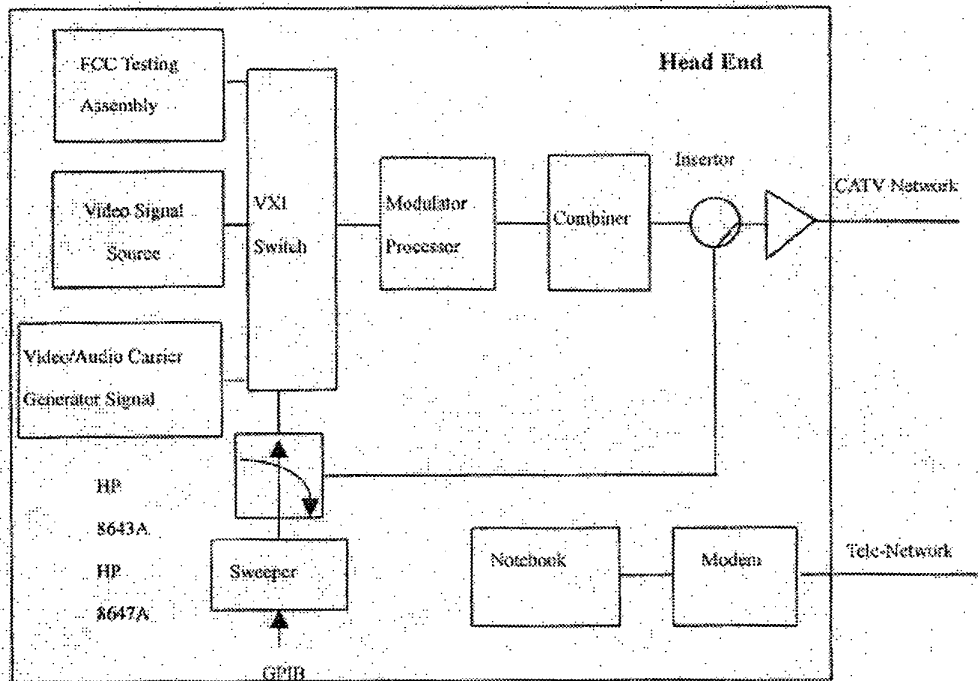 Head End
FCC Testing
Assembly
Video Signal
Source
Video/Audio Carrier
Generator Signal
VXI
Switch
Modulator
Processor
Combiner
Insertor
CATV Network
HP
8643A
HP
8647A
Sweeper
GPIB
Notebook
Modem
Tele-Network